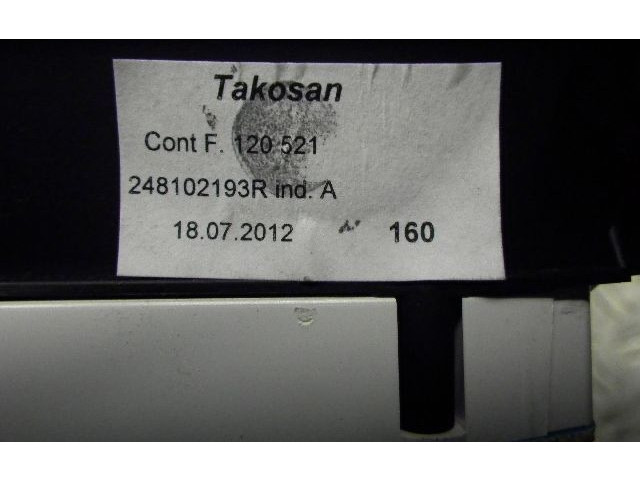 Takosan
Cont F. 120 521
248102193R ind. A
18.07.2012 160